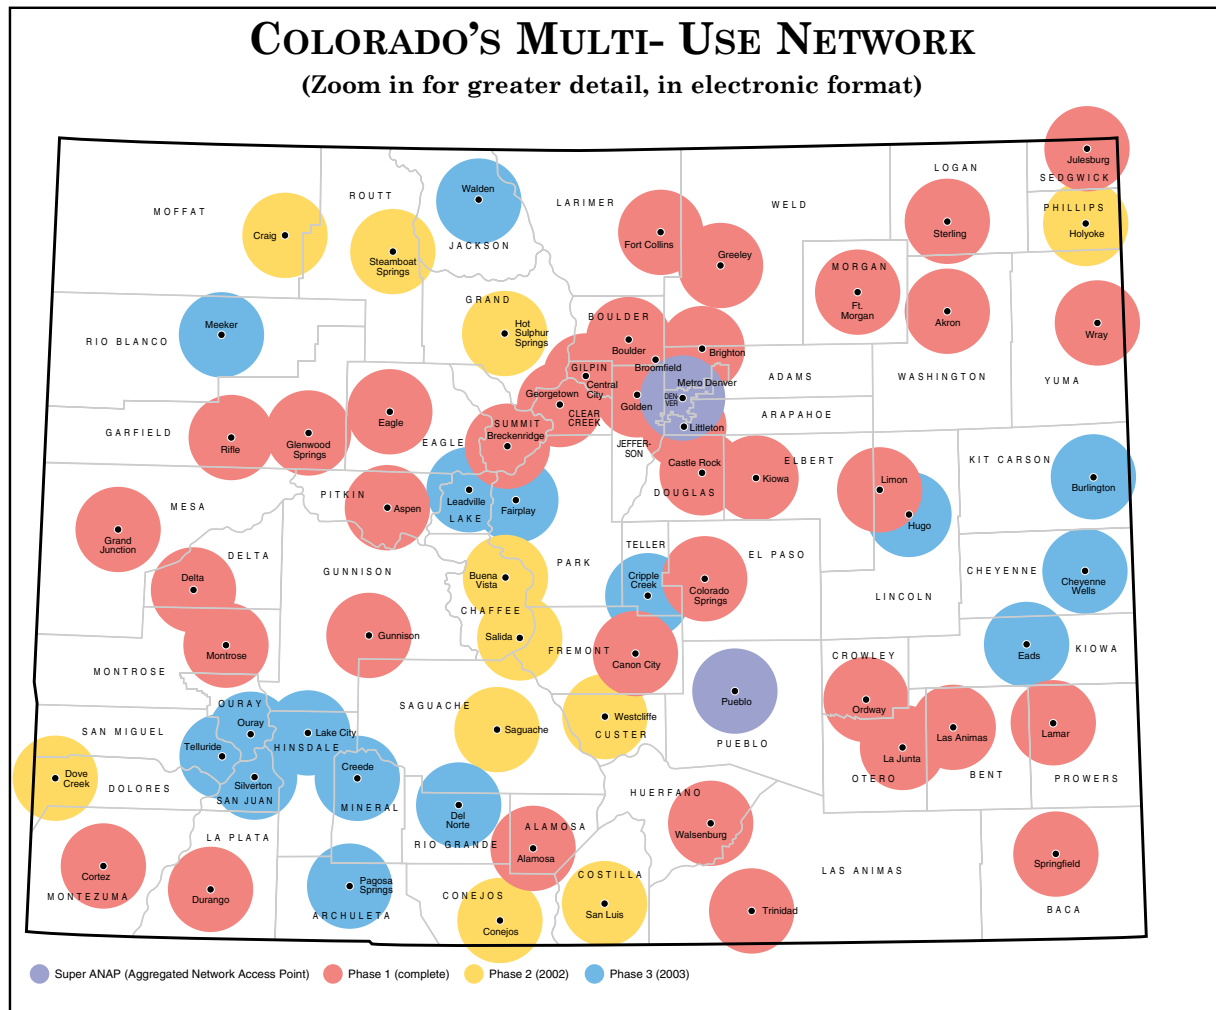 COLORADO'S MULTI- USE NETWORK
(Zoom in for greater detail, in electronic format)
Julesburg
SEDGWICK
LOGAN
Walden
ROUTT
LARIMER
WELD
MOFFAT
PHILLIPS
Craig
Sterling
Holyoke
Fort Collins
JACKSON
Steamboat
Springs
Greeley
MORGAN
GRAND
Ft.
Morgan
Akron
Meeker
Hot
Sulphur
Springs
BOULDER
Wray
RIO BLANCO
Boulder
Brighton
Broomfield
GILPIN
ADAMS
WASHINGTON
YUMA
Metro Denver
Central
City
Georgetown
DEN-
VER
Golden
ARAPAHOE
CLEAR
CREEK
Eagle
SUMMIT
Littleton
GARFIELD
Rifle
Glenwood
Springs
EAGLE
Breckenridge
JEFFER-
SON
Castle Rock
ELBERT
KIT CARSON
Kiowa
Limon
Burlington
PITKIN
Leadville
DOUGLAS
MESA
Aspen
Fairplay
LAKE
Hugo
Grand
Junction
TELLER
DELTA
EL PASO
PARK
GUNNISON
CHEYENNE
Delta
Buena
Vista
Cripple
Creek
Colorado
Springs
Cheyenne
Wells
LINCOLN
CHAFFEE
Gunnison
Salida
FREMONT
Montrose
Canon City
CROWLEY
Eads
KIOWA
MONTROSE
OURAY
SAGUACHE
Pueblo
Ordway
Ouray
Westcliffe
Lake City
Saguache
SAN MIGUEL
CUSTER
Lamar
Telluride
HINSDALE
PUEBLO
Las Animas
La Junta
Creede
Dove
Creek
Silverton
DOLORES
OTERO
BENT
PROWERS
SAN JUAN
MINERAL
HUERFANO
Del
Norte
ALAMOSA
Walsenburg
LA PLATA
RIO GRANDE
Alamosa
Springfield
Cortez
COSTILLA
LAS ANIMAS
Pagosa
Springs
MONTEZUMA
Durango
CONEJOS
San Luis
Trinidad
BACA
ARCHULETA
Conejos
Super ANAP (Aggregated Network Access Point)
Phase 1 (complete)
Phase 2 (2002)
Phase 3 (2003)